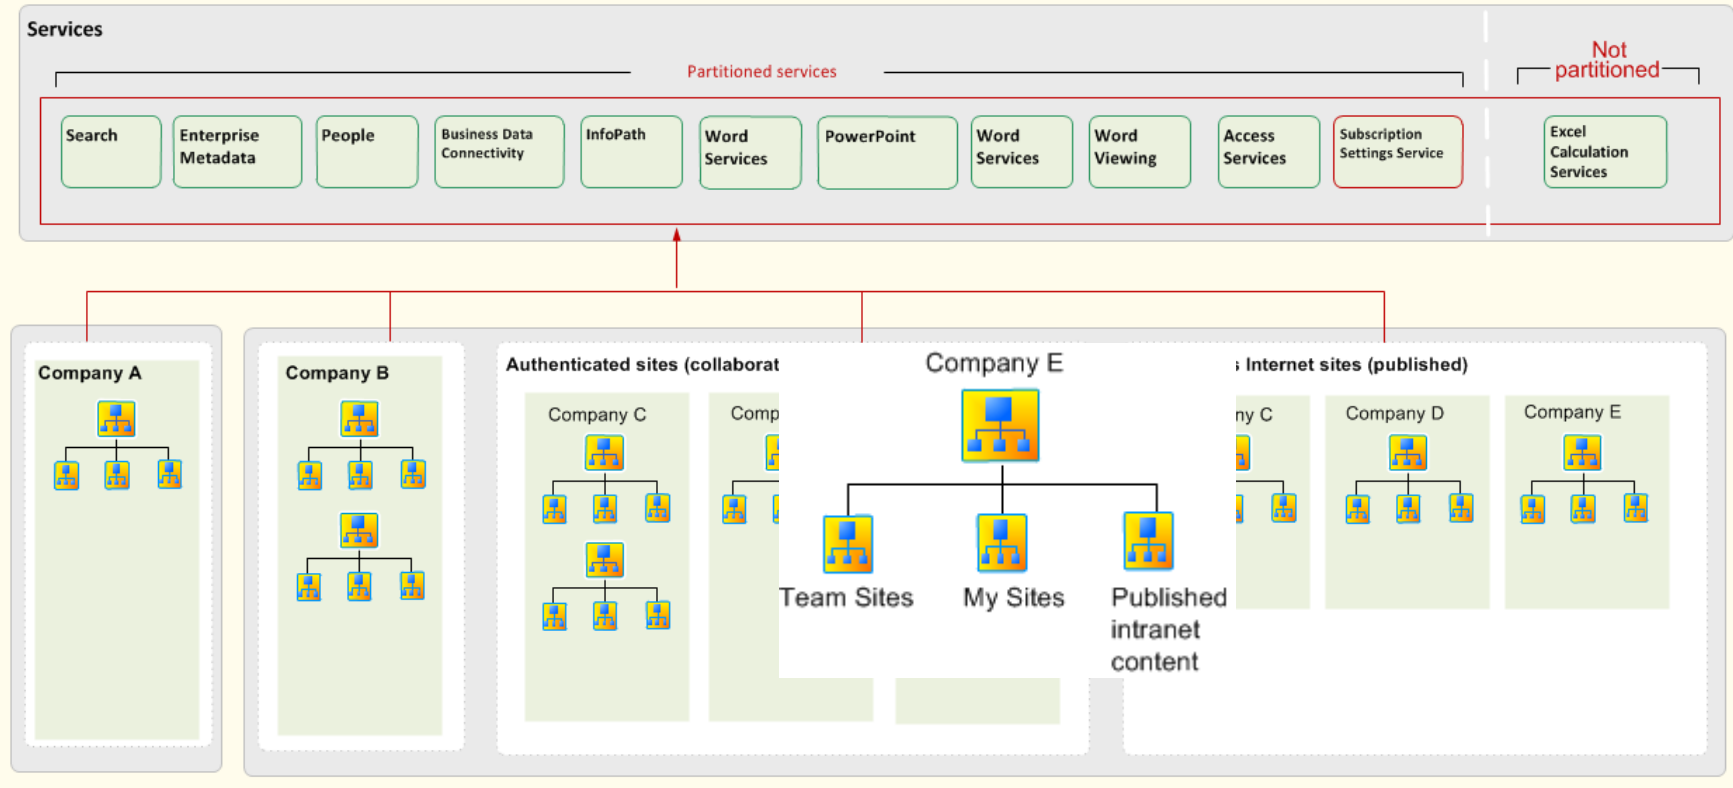 Services
Partitioned services
Not
partitioned
Search
Enterprise
Metadata
People
Business Data
Connectivity
InfoPath
Word
Services
PowerPoint
Word
Services
Word
Viewing
Access
Services
Subscription
Settings Service
Excel
Calculation
Services
Company A
Company B
Authenticated sites (collaborat
Company C
Comp
Company E
Team Sites
My Sites
Published
intranet
content
s Internet sites (published)
ny C
Company D
Company E